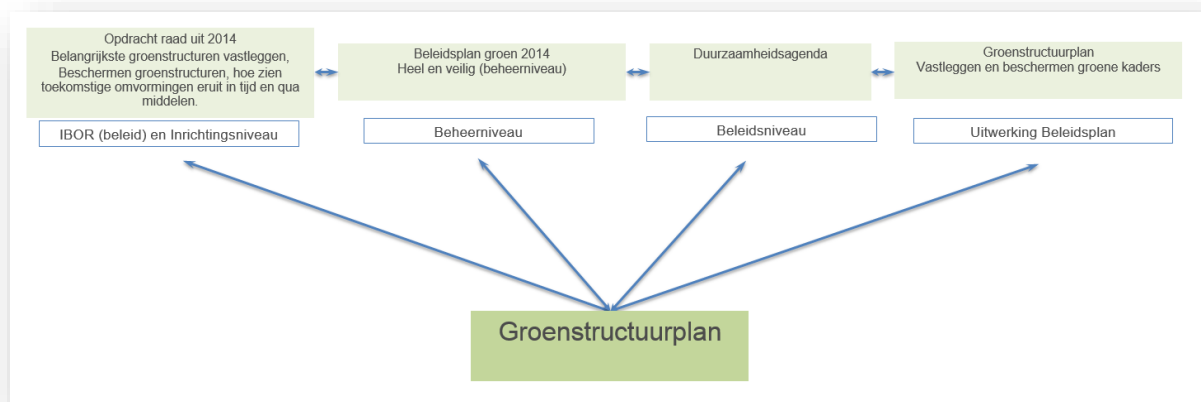 Opdracht raad uit 2014
Belangrijkste groenstructuren vastleggen,
Beschermen groenstructuren, hoe zien
toekomstige omvormingen eruit in tijd en qua
middelen.
IBOR (beleid) en Inrichtingsniveau
Beleidsplan groen 2014
Heel en veilig (beheerniveau)
Beheerniveau
Duurzaamheidsagenda
Beleidsniveau
Groenstructuurplan
Vastleggen en beschermen groene kaders
Uitwerking Beleidsplan
Groenstructuurplan